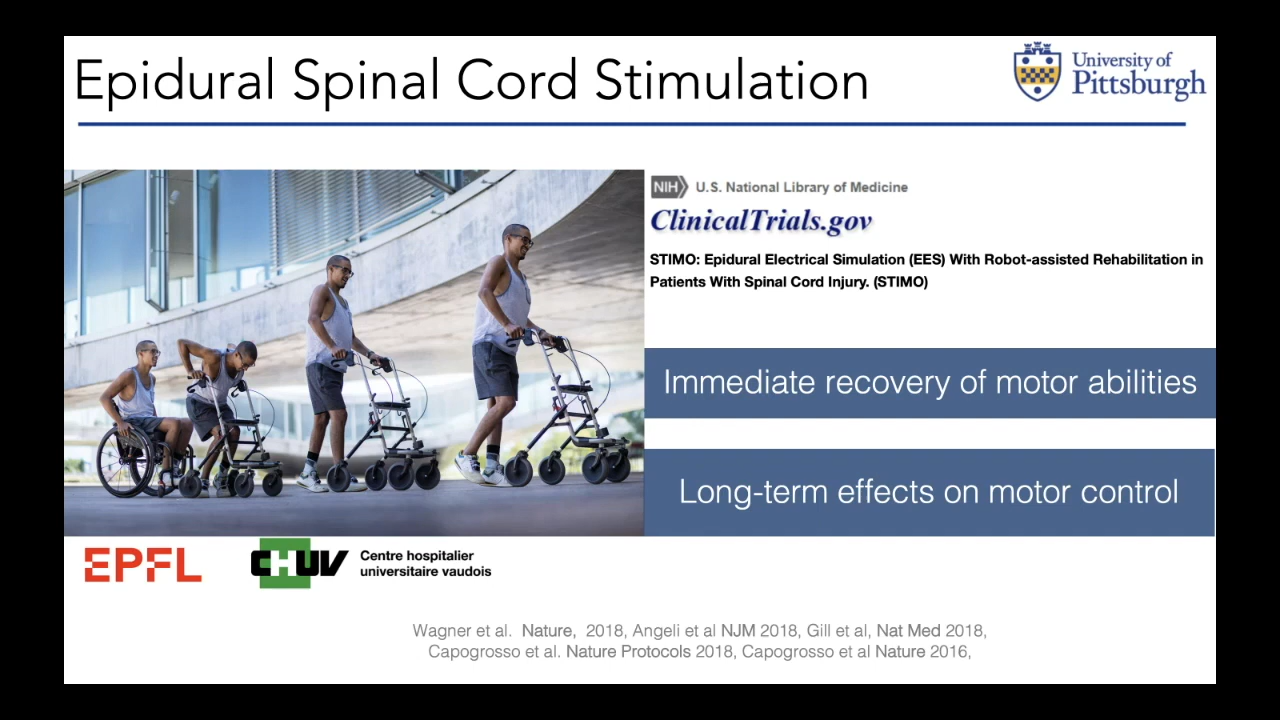 Epidural Spinal Cord Stimulation
University of
Pittsburgh
NIH U.S. National Library of Medicine
ClinicalTrials.gov
STIMO: Epidural Electrical Simulation (EES) With Robot-assisted Rehabilitation in
Patients With Spinal Cord Injury. (STIMO)
Immediate recovery of motor abilities
Long-term effects on motor control
EPFL
CHUV
Centre hospitalier
universitaire vaudois
Wagner et al. Nature, 2018, Angeli et al NJM 2018, Gill et al, Nat Med 2018,
Capogrosso et al. Nature Protocols 2018, Capogrosso et al Nature 2016,